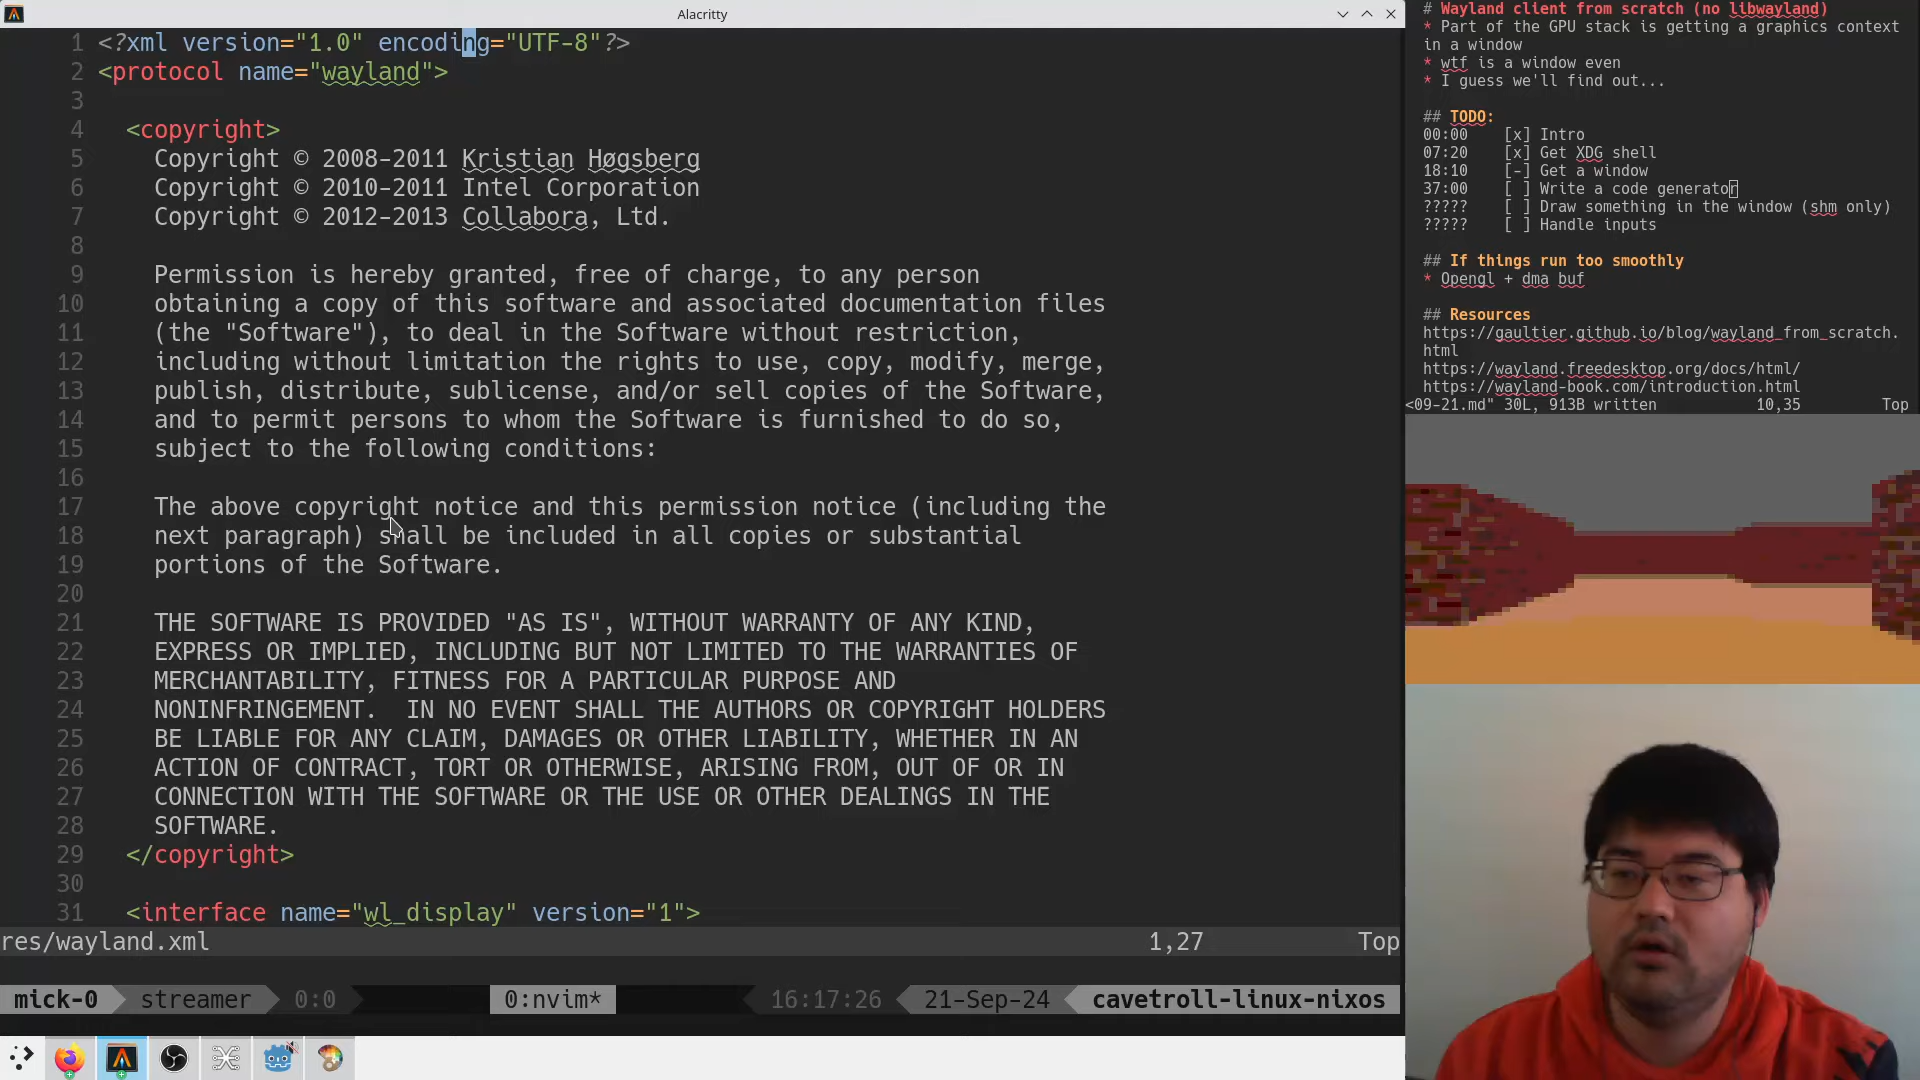 Alacritty
1 <?xml version="1.0" encoding="UTF-8"?>
2 <protocol name="wayland">
3
4 <copyright>
5 Copyright © 2008-2011 Kristian Høgsberg
6 Copyright © 2010-2011 Intel Corporation
7 Copyright © 2012-2013 Collabora, Ltd.
8
9 Permission is hereby granted, free of charge, to any person
10 obtaining a copy of this software and associated documentation files
11 (the "Software"), to deal in the Software without restriction,
12 including without limitation the rights to use, copy, modify, merge,
13 publish, distribute, sublicense, and/or sell copies of the Software,
14 and to permit persons to whom the Software is furnished to do so,
15 subject to the following conditions:
16
17 The above copyright notice and this permission notice (including the
18 next paragraph) shall be included in all copies or substantial
19 portions of the Software.
20
21 THE SOFTWARE IS PROVIDED "AS IS", WITHOUT WARRANTY OF ANY KIND,
22 EXPRESS OR IMPLIED, INCLUDING BUT NOT LIMITED TO THE WARRANTIES OF
23 MERCHANTABILITY, FITNESS FOR A PARTICULAR PURPOSE AND
24 NONINFRINGEMENT.  IN NO EVENT SHALL THE AUTHORS OR COPYRIGHT HOLDERS
25 BE LIABLE FOR ANY CLAIM, DAMAGES OR OTHER LIABILITY, WHETHER IN AN
26 ACTION OF CONTRACT, TORT OR OTHERWISE, ARISING FROM, OUT OF OR IN
27 CONNECTION WITH THE SOFTWARE OR THE USE OR OTHER DEALINGS IN THE
28 SOFTWARE.
29 </copyright>
30
31 <interface name="wl_display" version="1">
res/wayland.xml 1,27 Top
mick-0 streamer 0:0 0:nvim* 16:17:26 21-Sep-24 cavetroll-linux-nixos
# Wayland client from scratch (no libwayland)
* Part of the GPU stack is getting a graphics context
in a window
* wtf is a window even
* I guess we'll find out...
## TODO:
00:00 [x] Intro
07:20 [x] Get XDG shell
18:10 [-] Get a window
37:00 [ ] Write a code generator
????? [ ] Draw something in the window (shm only)
????? [ ] Handle inputs
## If things run too smoothly
* Opengl + dma buf
## Resources
https://gaultier.github.io/blog/wayland_from_scratch.
html
https://wayland.freedesktop.org/docs/html/
https://wayland-book.com/introduction.html
<09-21.md" 30L, 913B written 10,35 Top